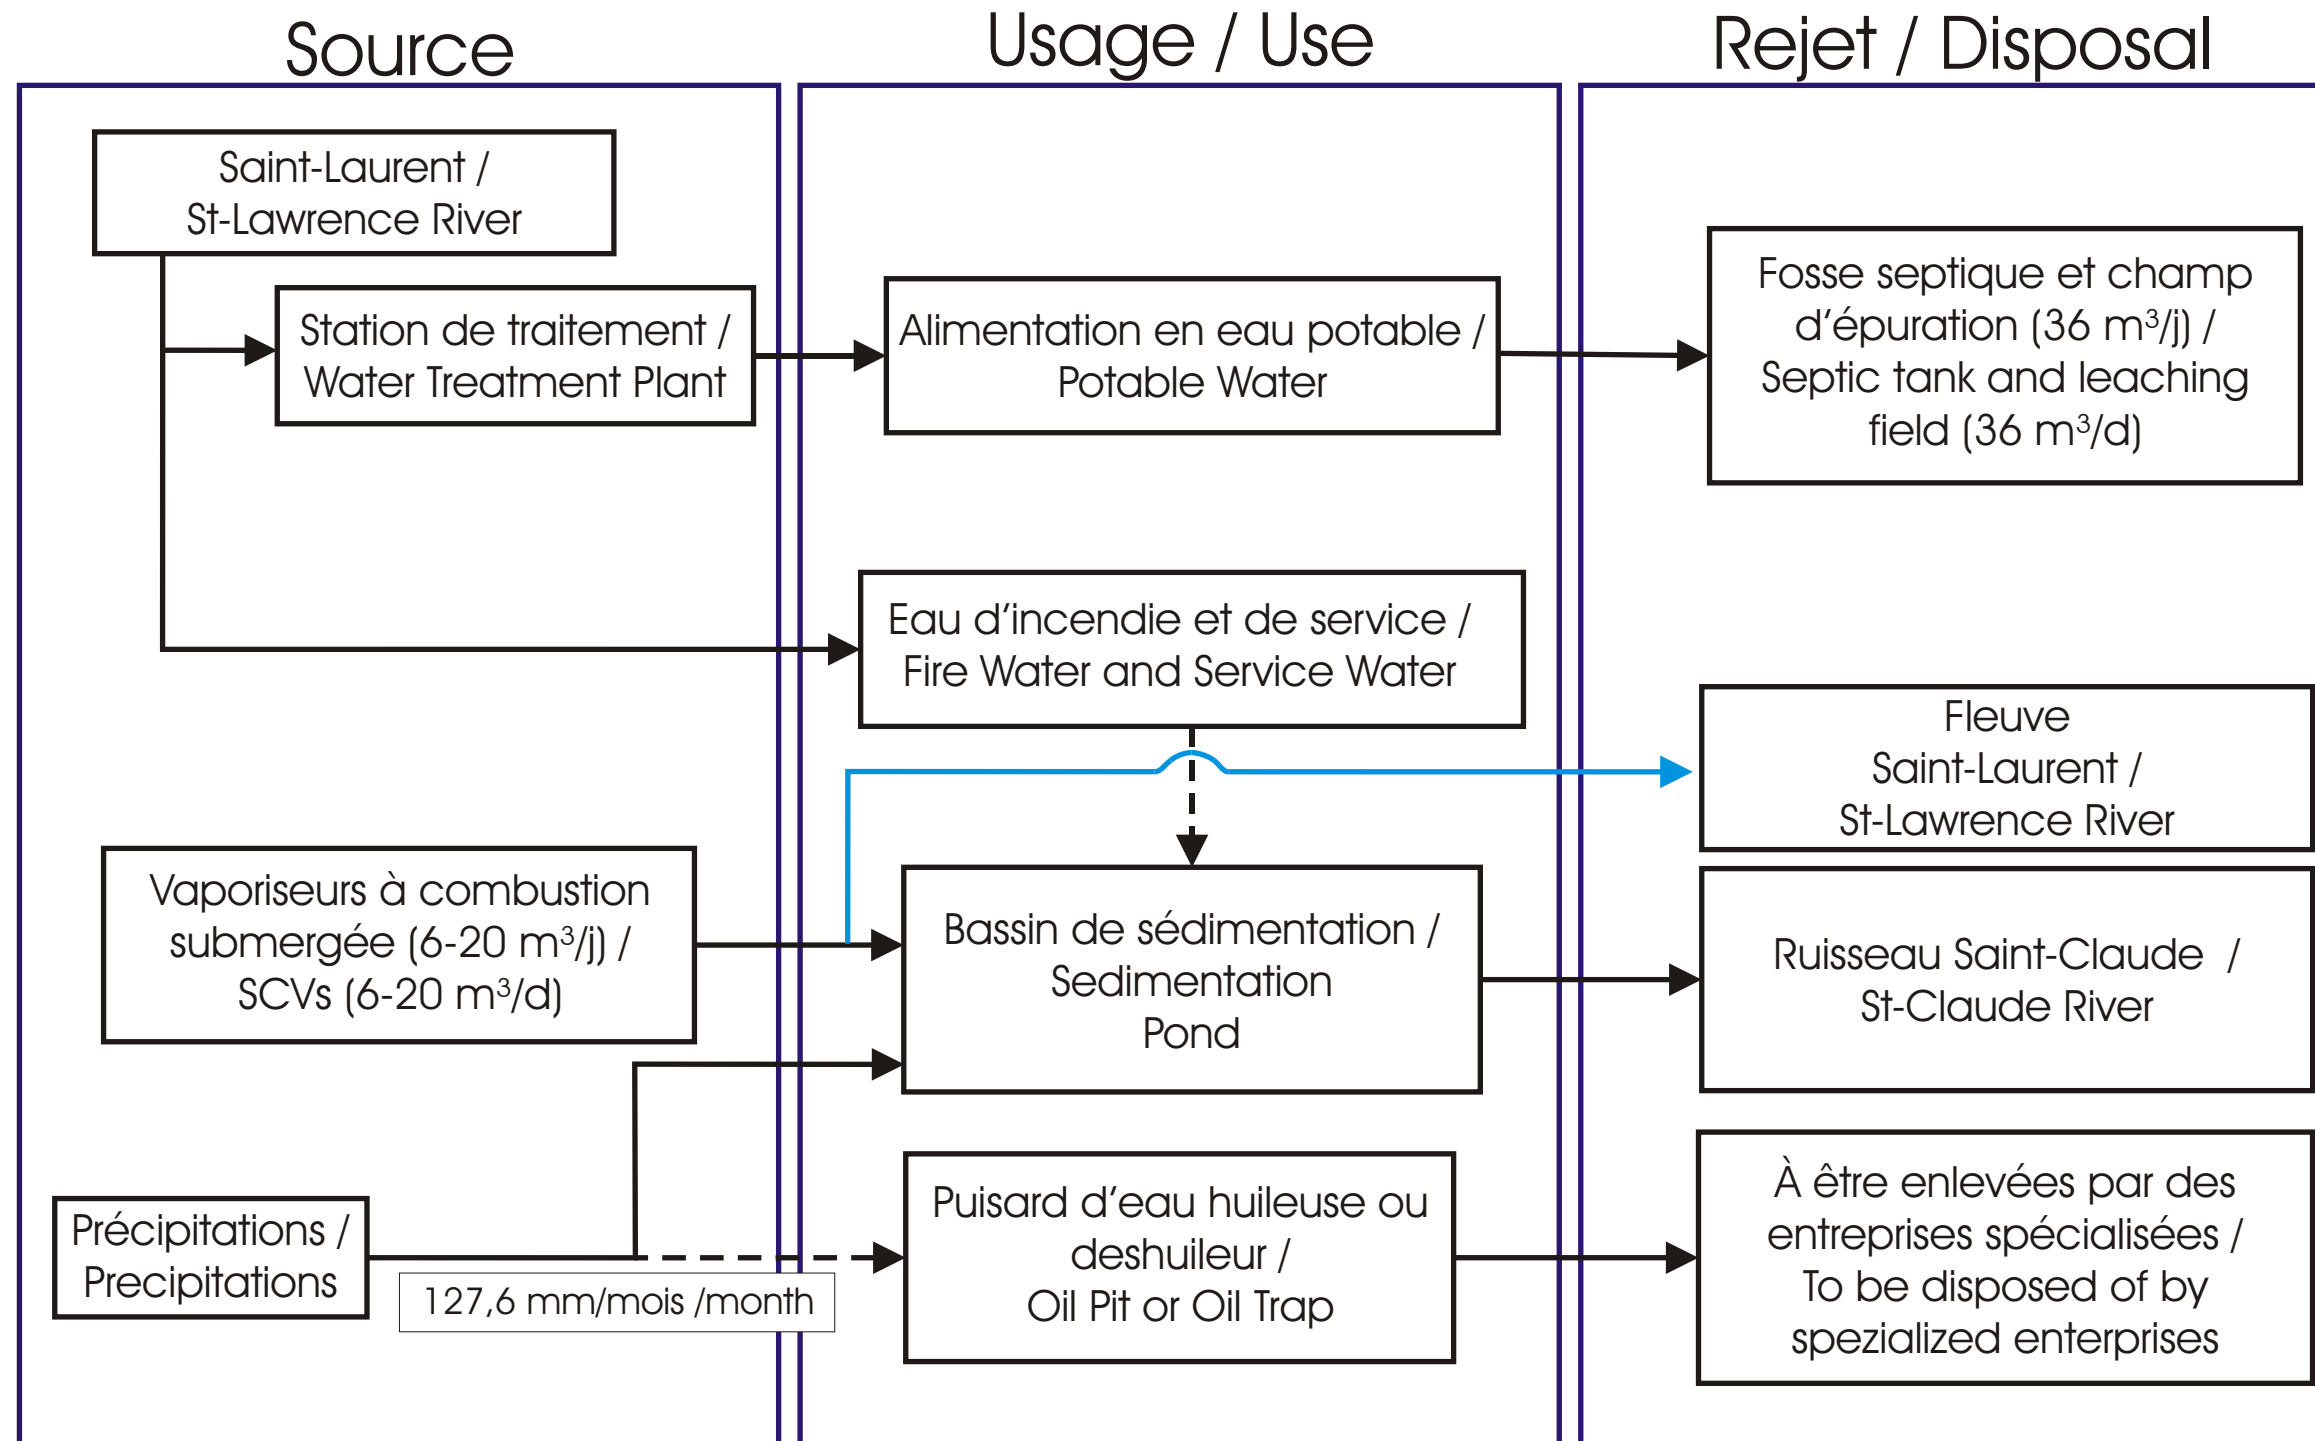 Source
Usage / Use
Rejet / Disposal
Saint-Laurent /
St-Lawrence River
Station de traitement /
Water Treatment Plant
Alimentation en eau potable /
Potable Water
Fosse septique et champ
d'épuration (36 m³/j) /
Septic tank and leaching
field (36 m³/d)
Eau d'incendie et de service /
Fire Water and Service Water
Fleuve
Saint-Laurent /
St-Lawrence River
Vaporiseurs à combustion
submergée (6-20 m³/j) /
SCVs (6-20 m³/d)
Bassin de sédimentation /
Sedimentation
Pond
Ruisseau Saint-Claude /
St-Claude River
Précipitations /
Precipitations
127,6 mm/mois /month
Puisard d'eau huileuse ou
deshuileur /
Oil Pit or Oil Trap
À être enlevées par des
entreprises spécialisées /
To be disposed of by
spezialized enterprises